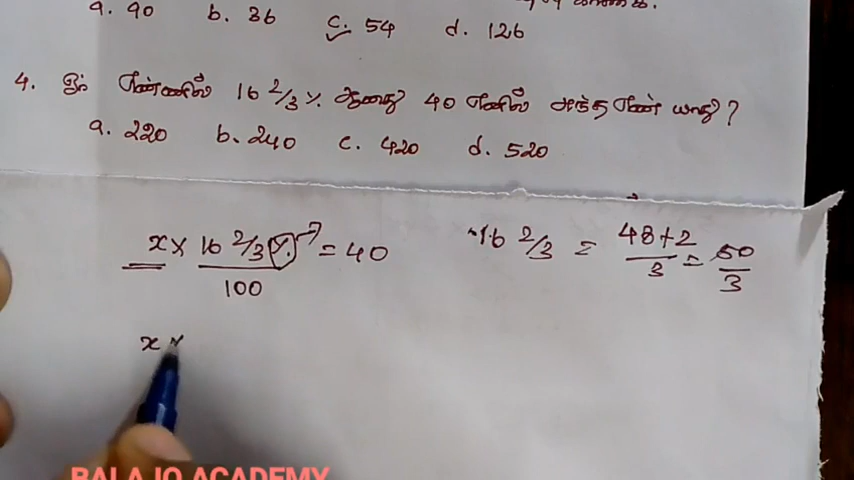 a. 90 b. 36 c. 54 d. 126
4. ஓர் எண்ணில் 16 2/3 % ஆனது 40 எனில் அந்த எண் யாது?
a. 220 b. 240 c. 420 d. 520
x × 16 2/3 % = 40
100
16 2/3 = 48+2/3 = 50/3
x ×
BALAJO ACADEMY